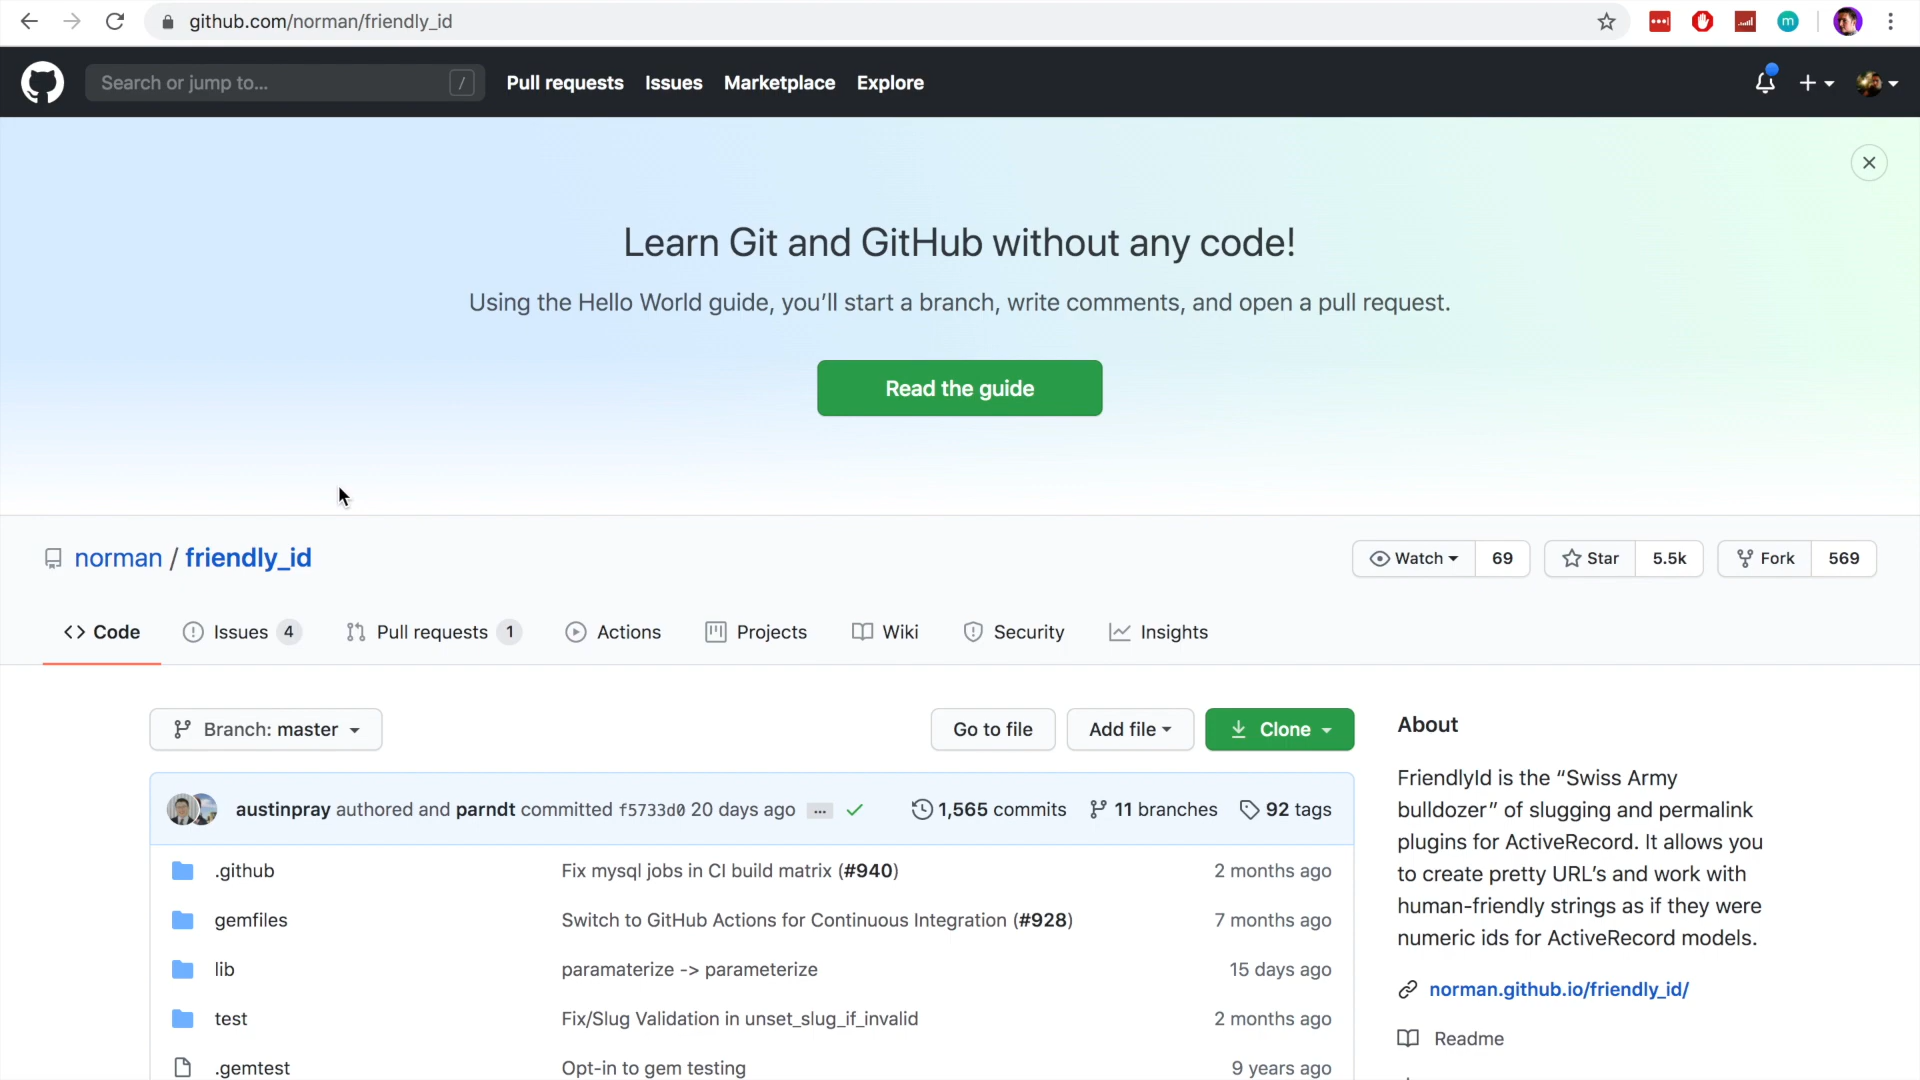 github.com/norman/friendly_id
m
Search or jump to... /
Pull requests Issues Marketplace Explore
Learn Git and GitHub without any code!
Using the Hello World guide, you’ll start a branch, write comments, and open a pull request.
Read the guide
norman / friendly_id
Watch 69 Star 5.5k Fork 569
Code Issues 4 Pull requests 1 Actions Projects Wiki Security Insights
Branch: master Go to file Add file Clone
austinpray authored and parndt committed f5733d0 20 days ago ... 1,565 commits 11 branches 92 tags
.github Fix mysql jobs in CI build matrix (#940) 2 months ago
gemfiles Switch to GitHub Actions for Continuous Integration (#928) 7 months ago
lib paramaterize -> parameterize 15 days ago
test Fix/Slug Validation in unset_slug_if_invalid 2 months ago
.gemtest Opt-in to gem testing 9 years ago
About
FriendlyId is the “Swiss Army
bulldozer” of slugging and permalink
plugins for ActiveRecord. It allows you
to create pretty URL’s and work with
human-friendly strings as if they were
numeric ids for ActiveRecord models.
norman.github.io/friendly_id/
Readme